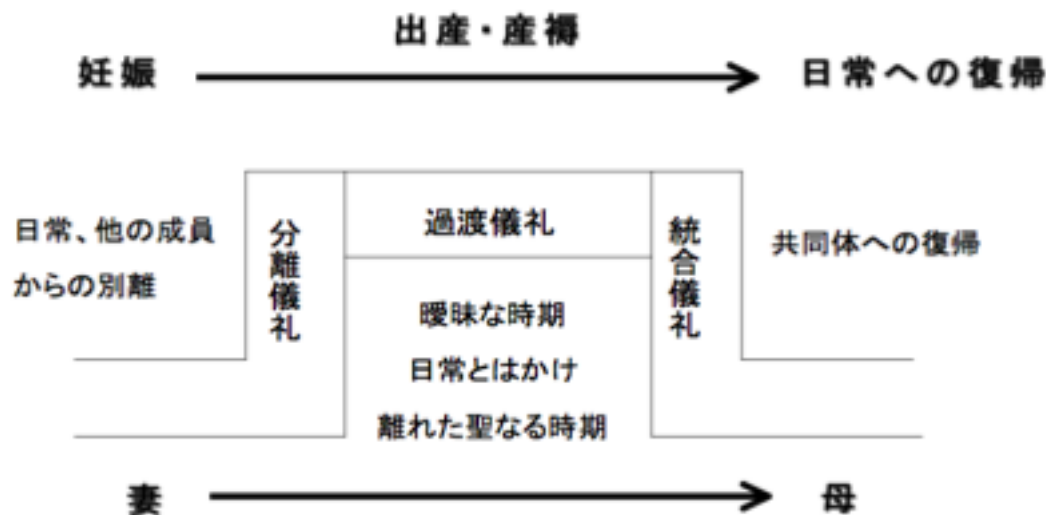 出産・産褥
妊娠
日常への復帰
日常、他の成員
からの別離
分離儀礼
過渡儀礼
曖昧な時期
日常とはかけ
離れた聖なる時期
統合儀礼
共同体への復帰
妻
母